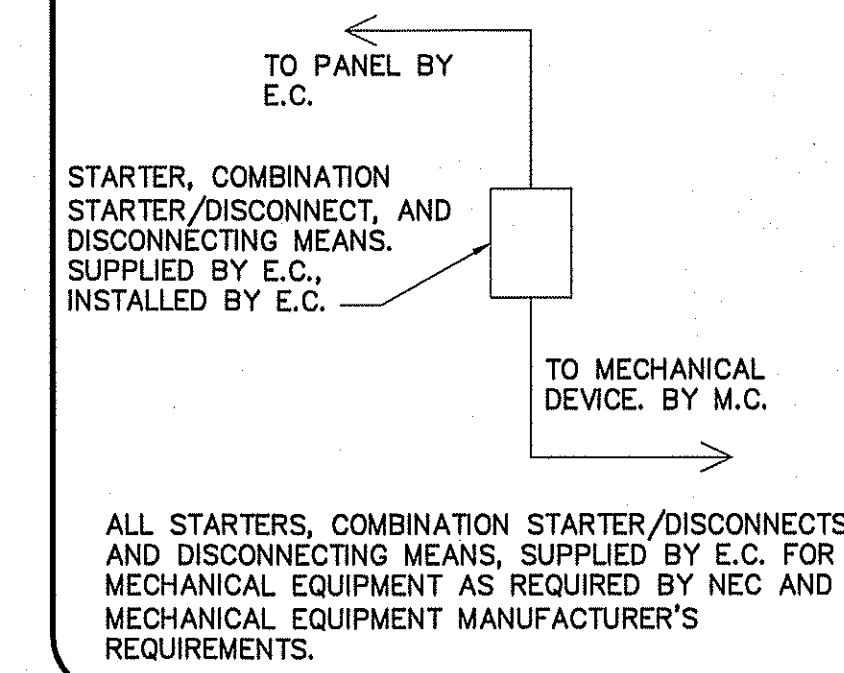 TO PANEL BY
E.C.
STARTER, COMBINATION
STARTER/DISCONNECT, AND
DISCONNECTING MEANS.
SUPPLIED BY E.C.,
INSTALLED BY E.C.
TO MECHANICAL
DEVICE. BY M.C.
ALL STARTERS, COMBINATION STARTER/DISCONNECTS
AND DISCONNECTING MEANS, SUPPLIED BY E.C. FOR
MECHANICAL EQUIPMENT AS REQUIRED BY NEC AND
MECHANICAL EQUIPMENT MANUFACTURER'S
REQUIREMENTS.